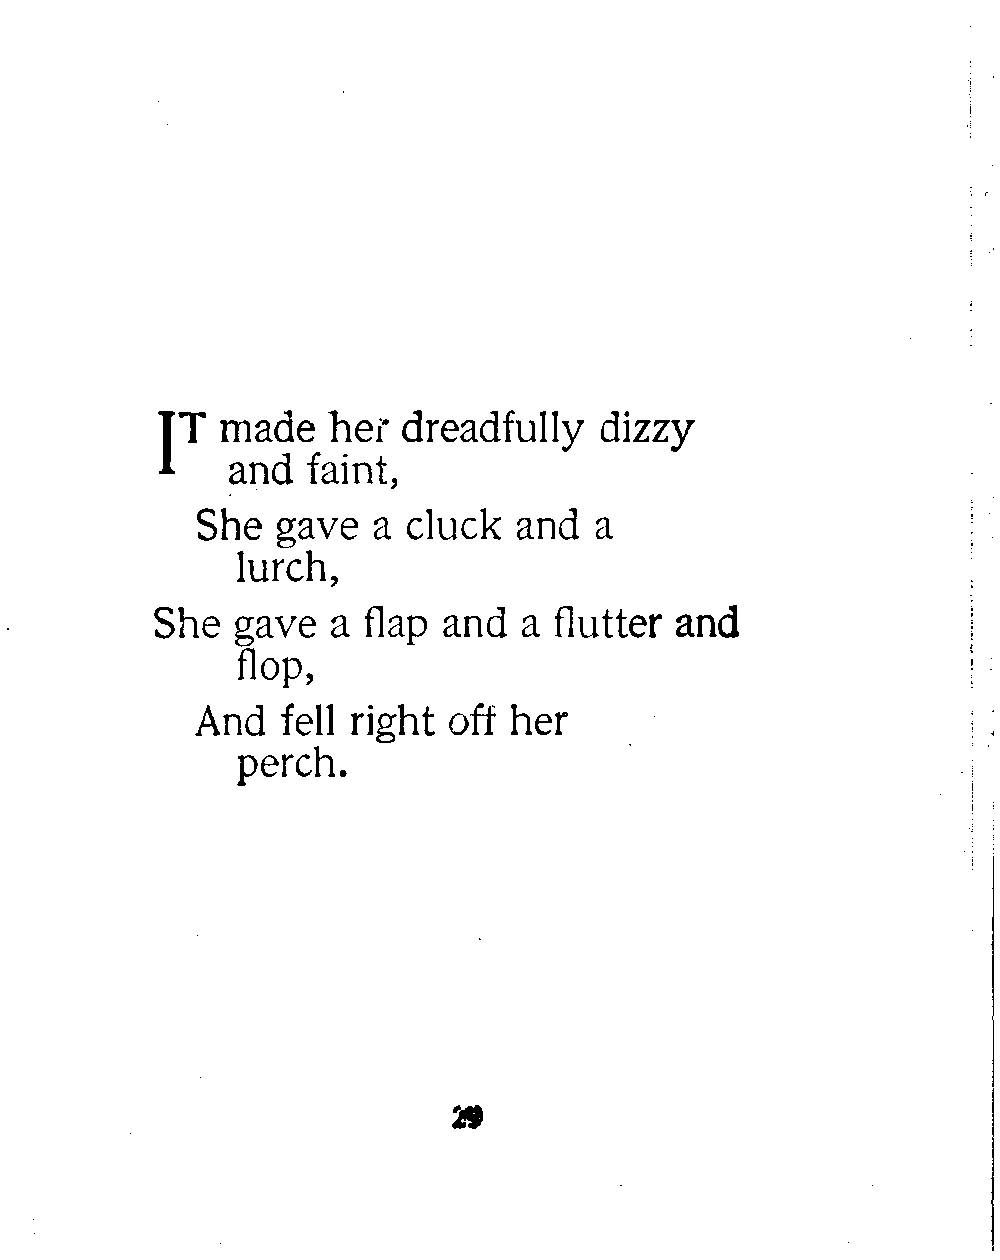 IT made her dreadfully dizzy
and faint,
She gave a cluck and a
lurch,
She gave a flap and a flutter and
flop,
And fell right off her
perch.
29